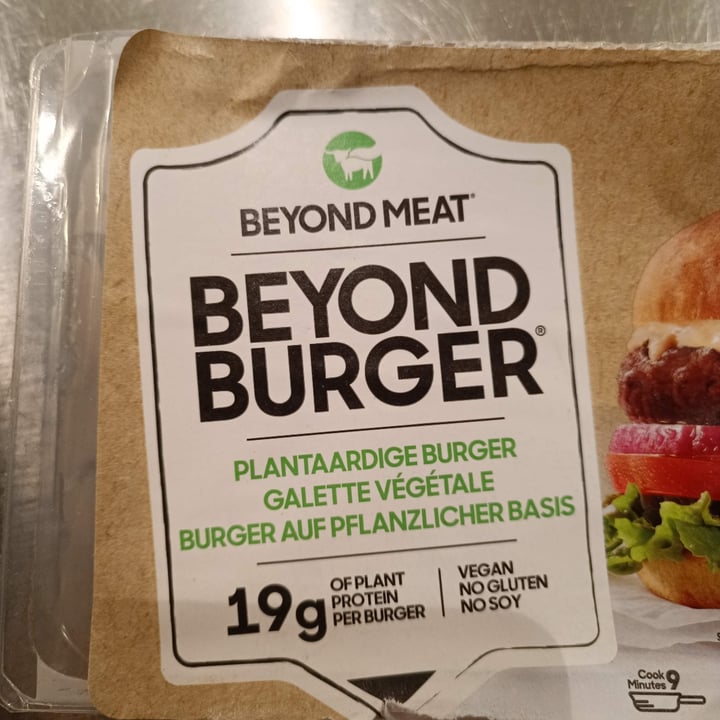 BEYOND MEAT®
BEYOND
BURGER®
PLANTAARDIGE BURGER
GALETTE VÉGÉTALE
BURGER AUF PFLANZLICHER BASIS
19g
OF PLANT
PROTEIN
PER BURGER
VEGAN
NO GLUTEN
NO SOY
Cook 9
Minutes